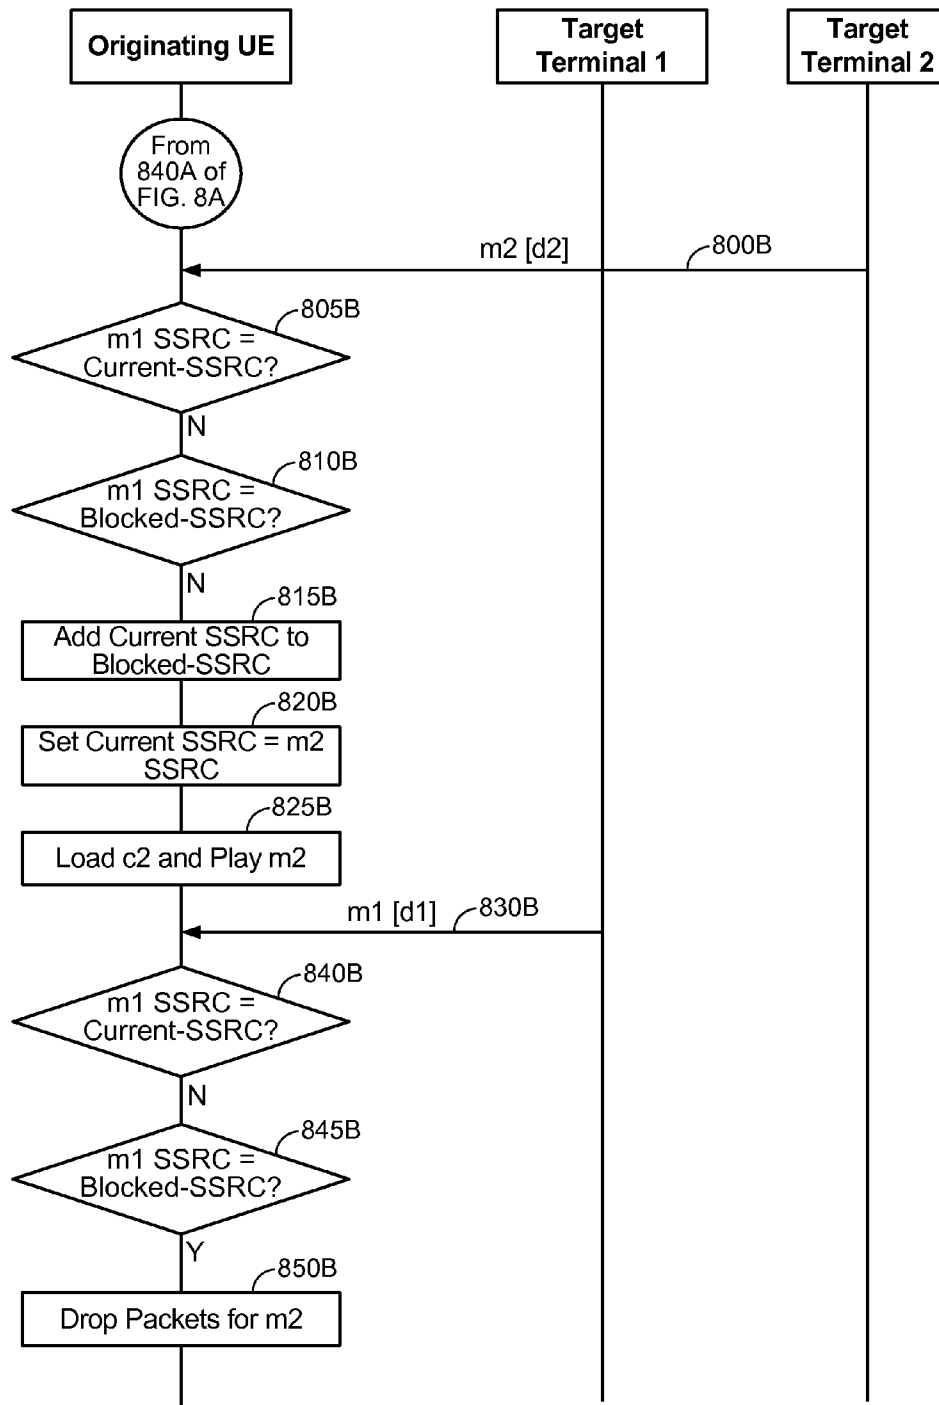 Originating UE
Target
Terminal 1
Target
Terminal 2
From
840A of
FIG. 8A
m2 [d2]
800B
805B
m1 SSRC =
Current-SSRC?
N
810B
m1 SSRC =
Blocked-SSRC?
N
815B
Add Current SSRC to
Blocked-SSRC
820B
Set Current SSRC = m2
SSRC
825B
Load c2 and Play m2
m1 [d1]
830B
840B
m1 SSRC =
Current-SSRC?
N
845B
m1 SSRC =
Blocked-SSRC?
Y
850B
Drop Packets for m2